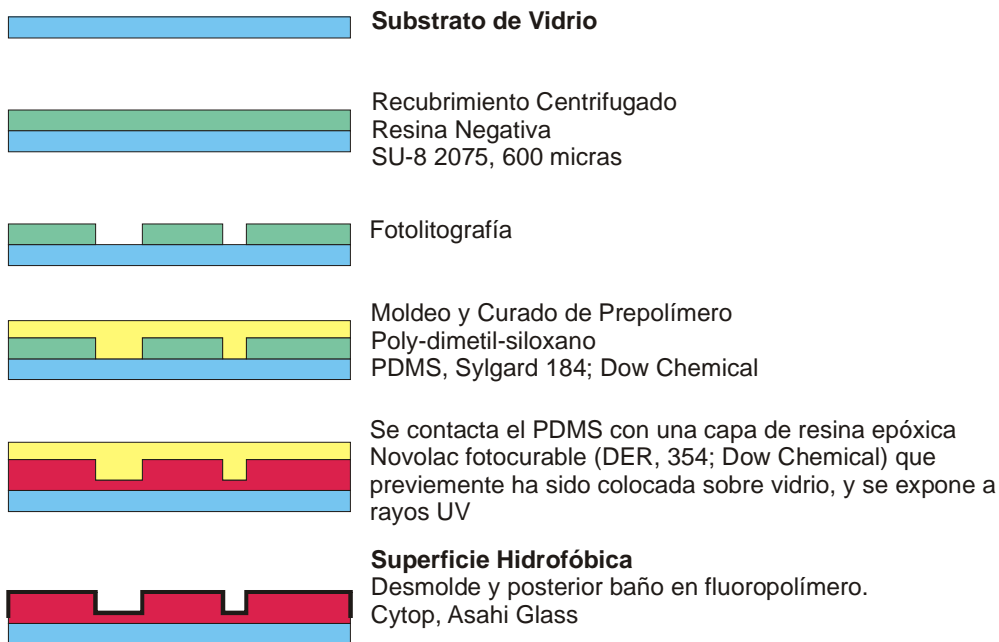 Substrato de Vidrio
Recubrimiento Centrifugado
Resina Negativa
SU-8 2075, 600 micras
Fotolitografía
Moldeo y Curado de Prepolímero
Poly-dimetil-siloxano
PDMS, Sylgard 184; Dow Chemical
Se contacta el PDMS con una capa de resina epóxica
Novolac fotocurable (DER, 354; Dow Chemical) que
previemente ha sido colocada sobre vidrio, y se expone a
rayos UV
Superficie Hidrofóbica
Desmolde y posterior baño en fluoropolímero.
Cytop, Asahi Glass